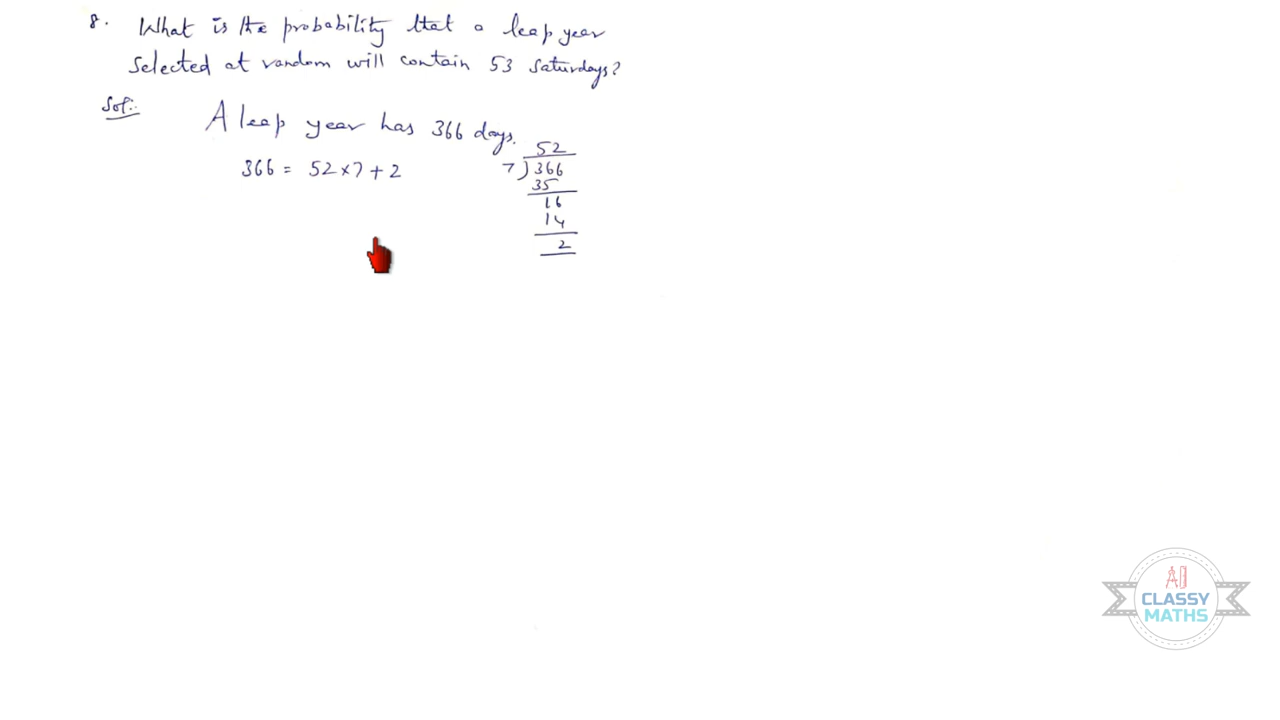 8. What is the probability that a leap year
selected at random will contain 53 saturdays?
Sol:
A leap year has 366 days.
366 = 52×7+2
52
7)366
35
16
14
2
CLASSY
MATHS